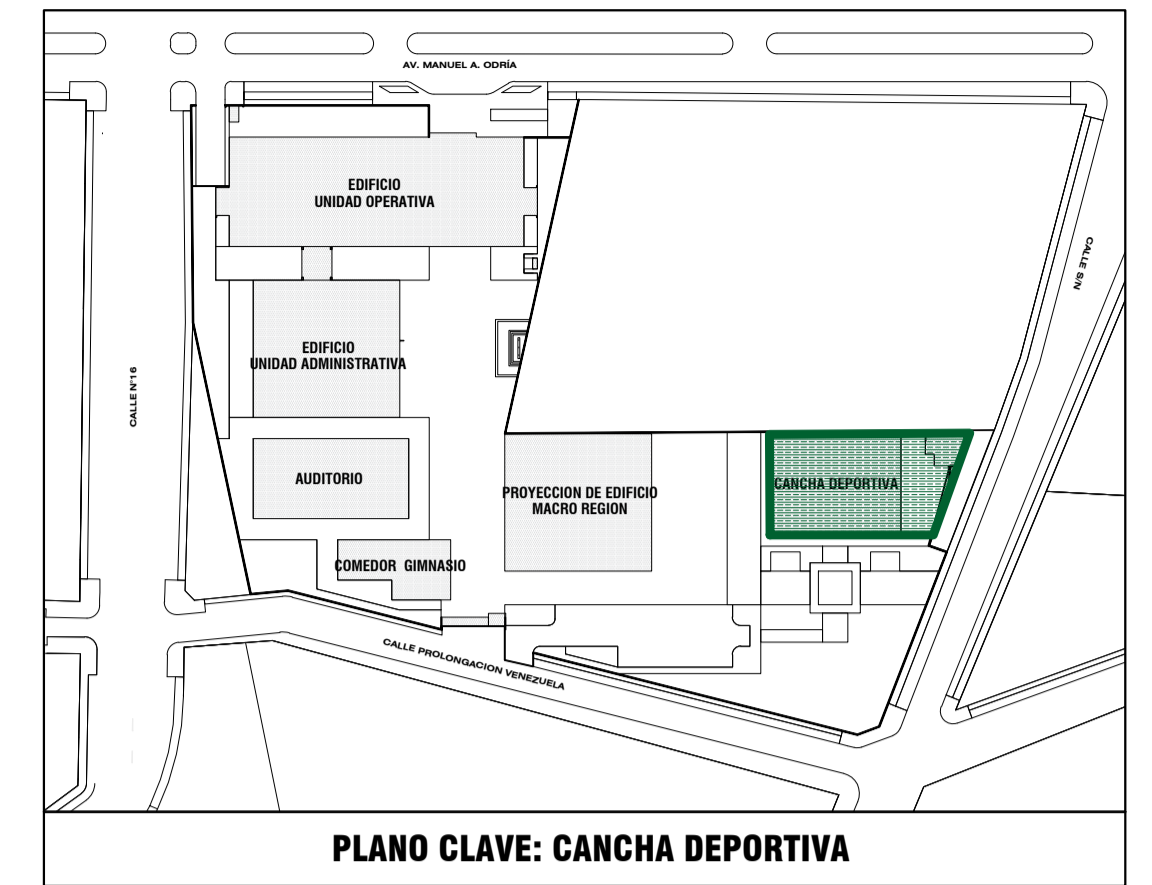 AV. MANUEL A. ODRÍA
EDIFICIO
UNIDAD OPERATIVA
CALLE S/N
EDIFICIO
UNIDAD ADMINISTRATIVA
CALLE N°16
AUDITORIO
PROYECCION DE EDIFICIO
MACRO REGION
CANCHA DEPORTIVA
COMEDOR GIMNASIO
CALLE PROLONGACION VENEZUELA
PLANO CLAVE: CANCHA DEPORTIVA